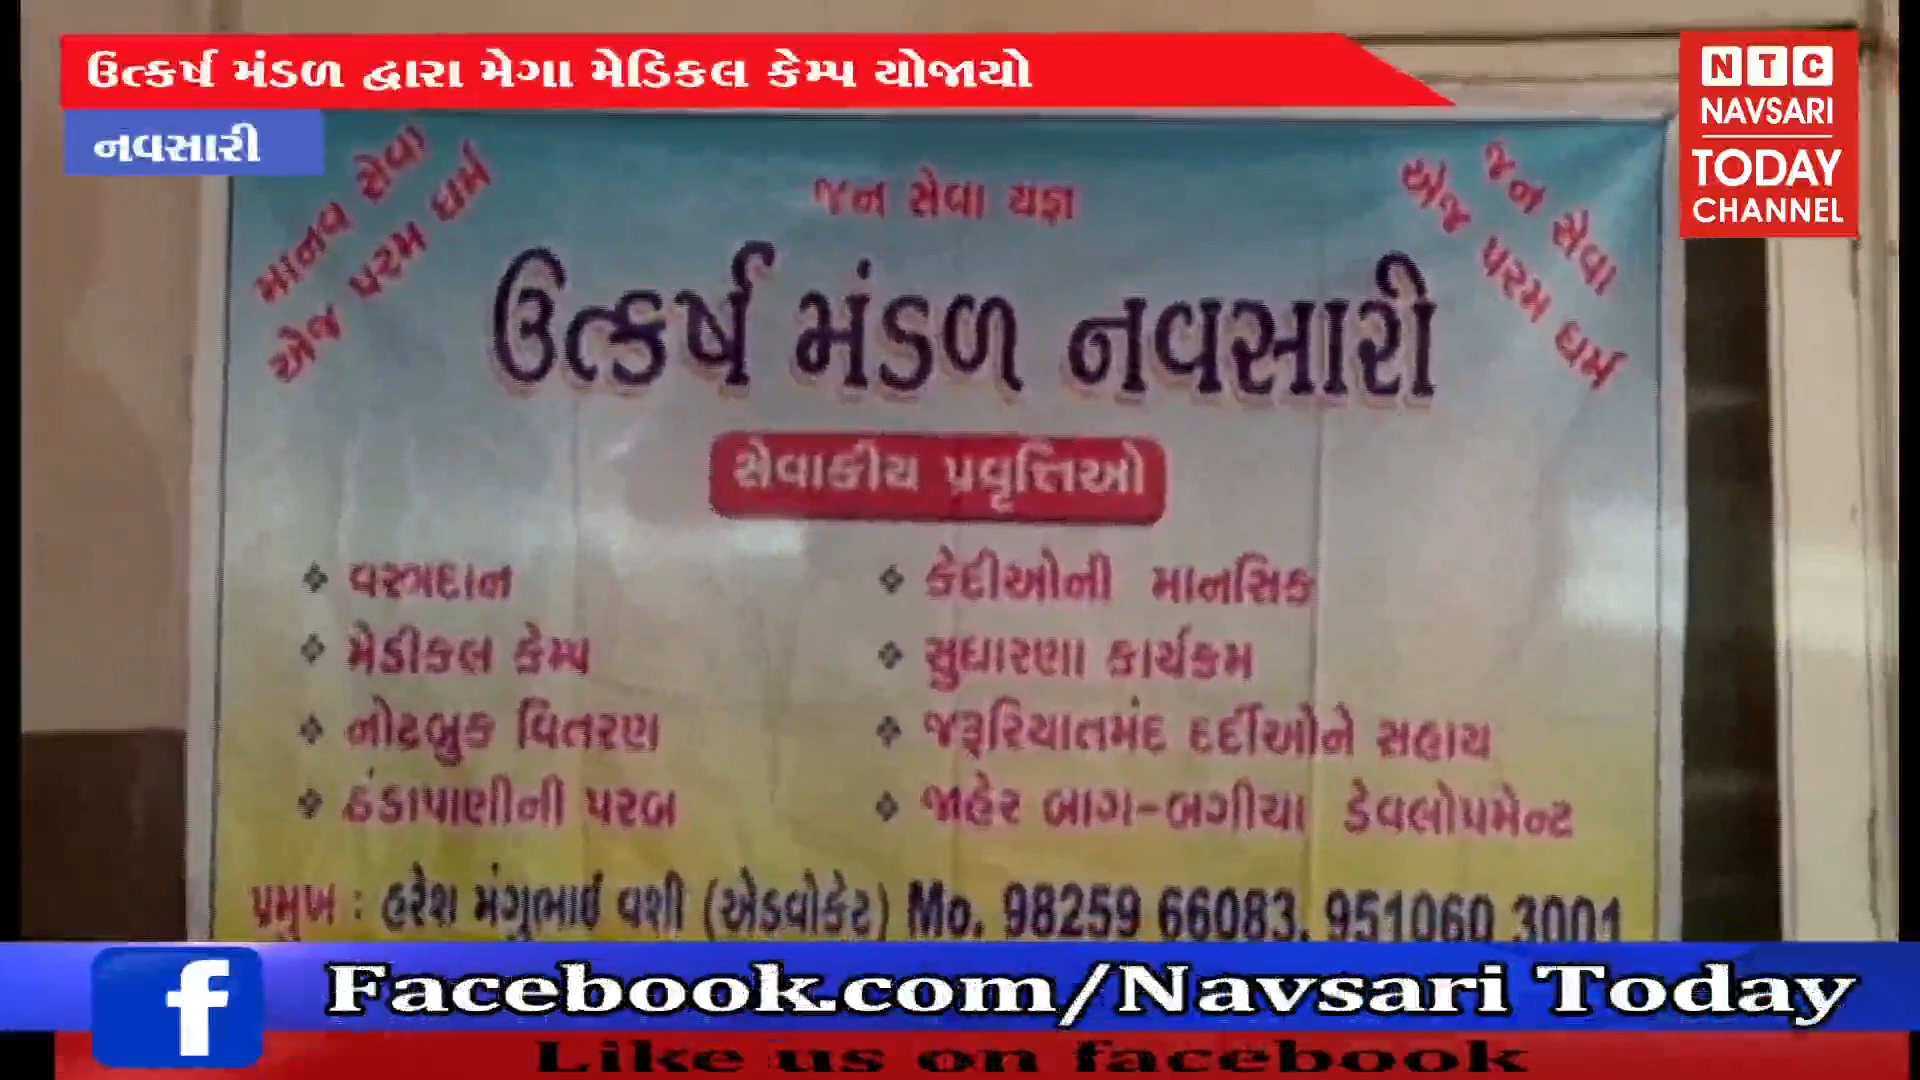 ઉત્કર્ષ મંડળ દ્વારા મેગા મેડિકલ કેમ્પ યોજાયો
નવસારી
NTC
NAVSARI
TODAY
CHANNEL
માનવ સેવા
એજ પરમ ધર્મ
જન સેવા યજ્ઞ
જન સેવા
એજ પરમ ધર્મ
ઉત્કર્ષ મંડળ નવસારી
સેવાકીય પ્રવૃત્તિઓ
❖ વસ્ત્રદાન
❖ મેડીકલ કેમ્પ
❖ નોટબુક વિતરણ
❖ ઠંડાપાણીની પરબ
❖ કેદીઓની માનસિક
❖ સુધારણા કાર્યક્રમ
❖ જરૂરિયાતમંદ દર્દીઓને સહાય
❖ જાહેર બાગ-બગીચા ડેવલોપમેન્ટ
પ્રમુખ : હરેશ મંગુભાઈ વશી (એડવોકેટ) Mo. 98259 66083, 951060 3001
f Facebook.com/Navsari Today
Like us on facebook